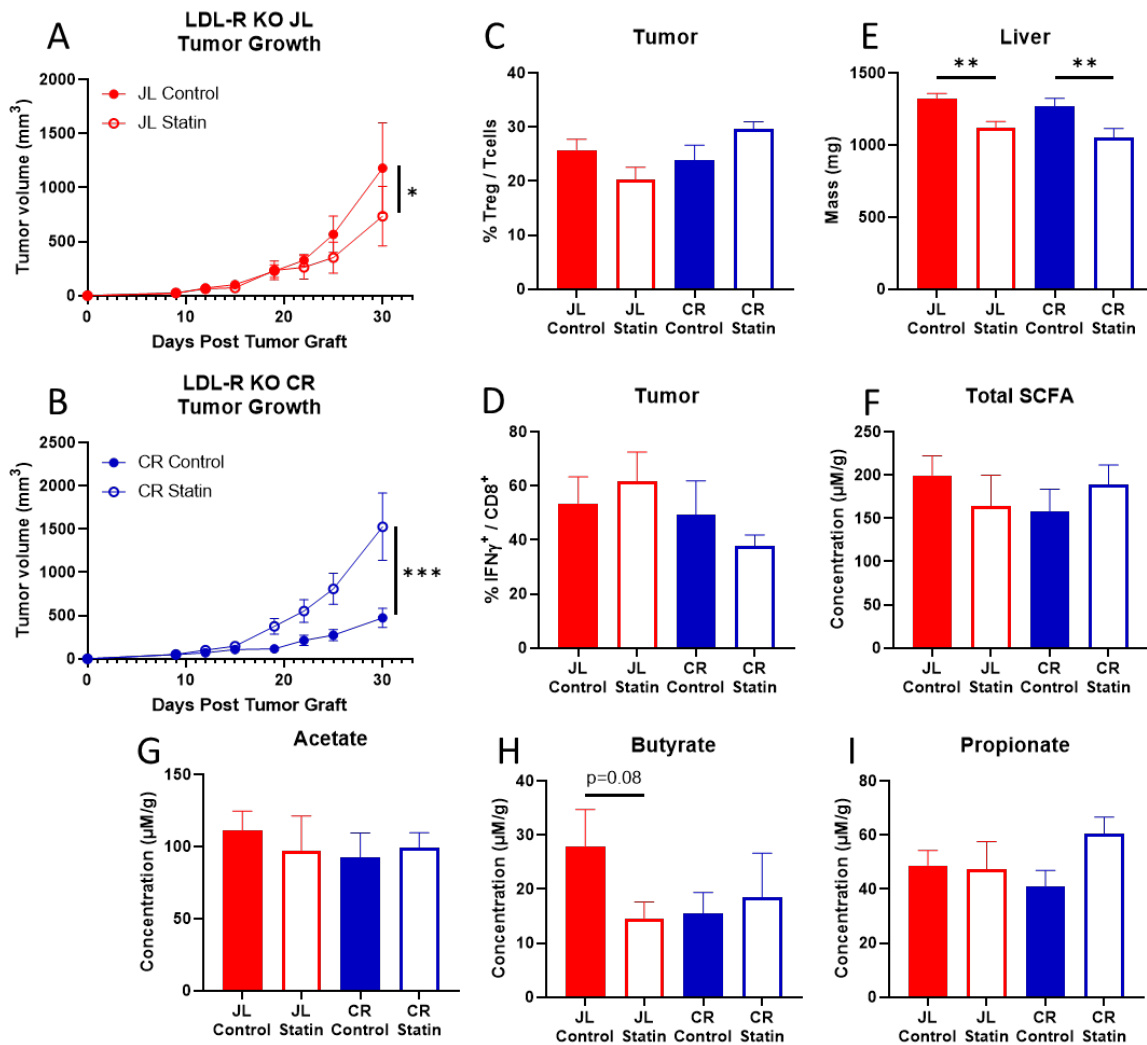 A
LDL-R KO JL
Tumor Growth
JL Control
JL Statin
2000
1500
1000
500
0
Tumor volume (mm³)
*
0 10 20 30
Days Post Tumor Graft
B
LDL-R KO CR
Tumor Growth
CR Control
CR Statin
2500
2000
1500
1000
500
0
Tumor volume (mm³)
***
0 10 20 30
Days Post Tumor Graft
C
Tumor
40
30
20
10
0
% Treg / Tcells
JL JL CR CR
Control Statin Control Statin
D
Tumor
80
60
40
20
0
% IFNγ⁺ / CD8⁺
JL JL CR CR
Control Statin Control Statin
E
Liver
** **
1500
1000
500
0
Mass (mg)
JL JL CR CR
Control Statin Control Statin
F
Total SCFA
250
200
150
100
50
0
Concentration (µM/g)
JL JL CR CR
Control Statin Control Statin
G
Acetate
150
100
50
0
Concentration (µM/g)
JL JL CR CR
Control Statin Control Statin
H
Butyrate
p=0.08
40
30
20
10
0
Concentration (µM/g)
JL JL CR CR
Control Statin Control Statin
I
Propionate
80
60
40
20
0
Concentration (µM/g)
JL JL CR CR
Control Statin Control Statin